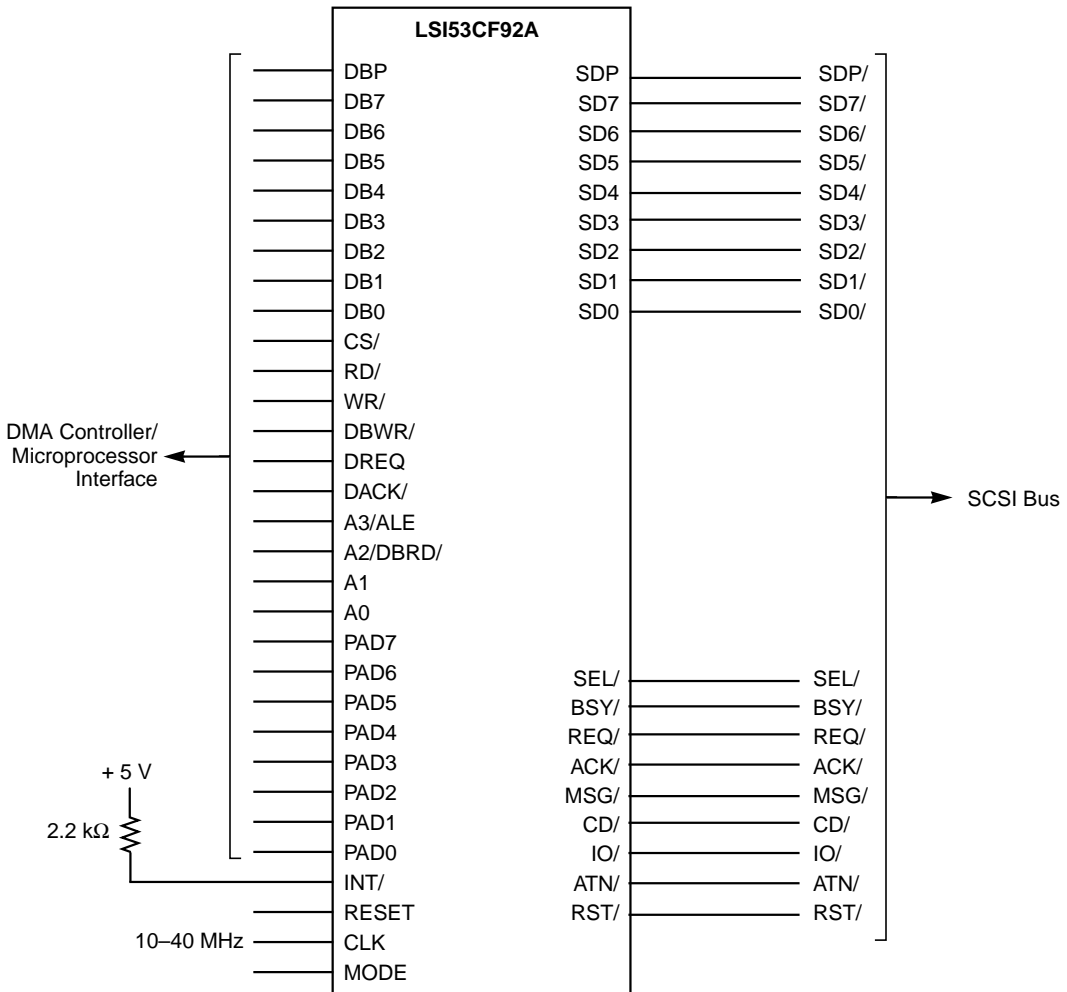 LSI53CF92A
DBP
DB7
DB6
DB5
DB4
DB3
DB2
DB1
DB0
CS/
RD/
WR/
DBWR/
DREQ
DACK/
A3/ALE
A2/DBRD/
A1
A0
PAD7
PAD6
PAD5
PAD4
PAD3
PAD2
PAD1
PAD0
INT/
RESET
CLK
MODE
DMA Controller/
Microprocessor
Interface
+ 5 V
2.2 kΩ
10–40 MHz
SDP SDP/
SD7 SD7/
SD6 SD6/
SD5 SD5/
SD4 SD4/
SD3 SD3/
SD2 SD2/
SD1 SD1/
SD0 SD0/
SEL/ SEL/
BSY/ BSY/
REQ/ REQ/
ACK/ ACK/
MSG/ MSG/
CD/ CD/
IO/ IO/
ATN/ ATN/
RST/ RST/
SCSI Bus